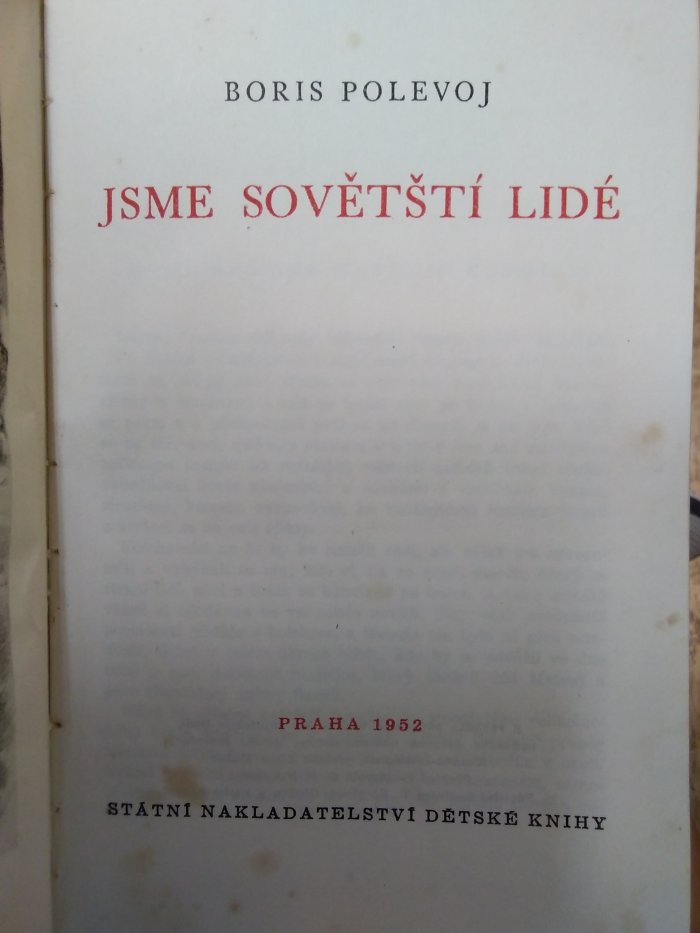 BORIS POLEVOJ
JSME SOVĚTŠTÍ LIDÉ
PRAHA 1952
STÁTNÍ NAKLADATELSTVÍ DĚTSKÉ KNIHY